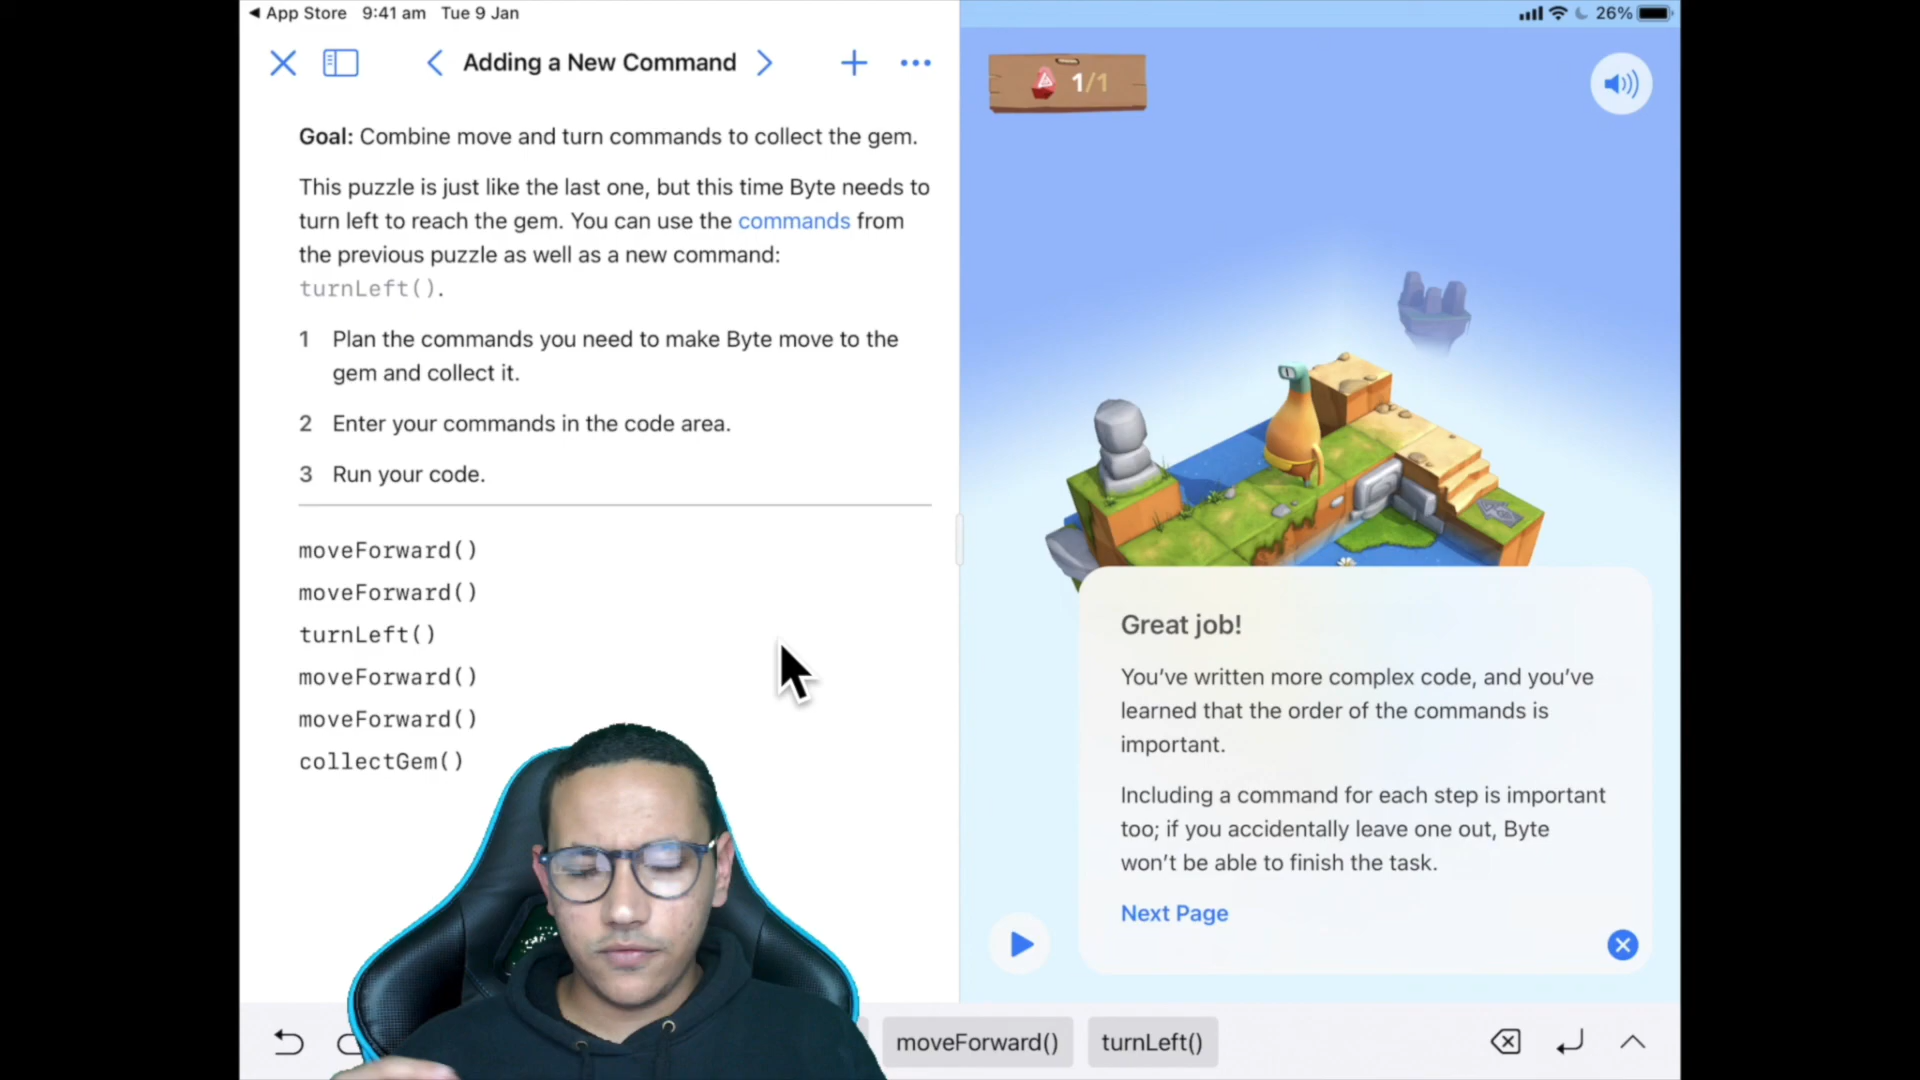 App Store 9:41 am Tue 9 Jan
26%
Adding a New Command
Goal: Combine move and turn commands to collect the gem.
This puzzle is just like the last one, but this time Byte needs to
turn left to reach the gem. You can use the commands from
the previous puzzle as well as a new command:
turnLeft().
1 Plan the commands you need to make Byte move to the
gem and collect it.
2 Enter your commands in the code area.
3 Run your code.
moveForward()
moveForward()
turnLeft()
moveForward()
moveForward()
collectGem()
1/1
Great job!
You’ve written more complex code, and you’ve
learned that the order of the commands is
important.
Including a command for each step is important
too; if you accidentally leave one out, Byte
won’t be able to finish the task.
Next Page
moveForward() turnLeft()